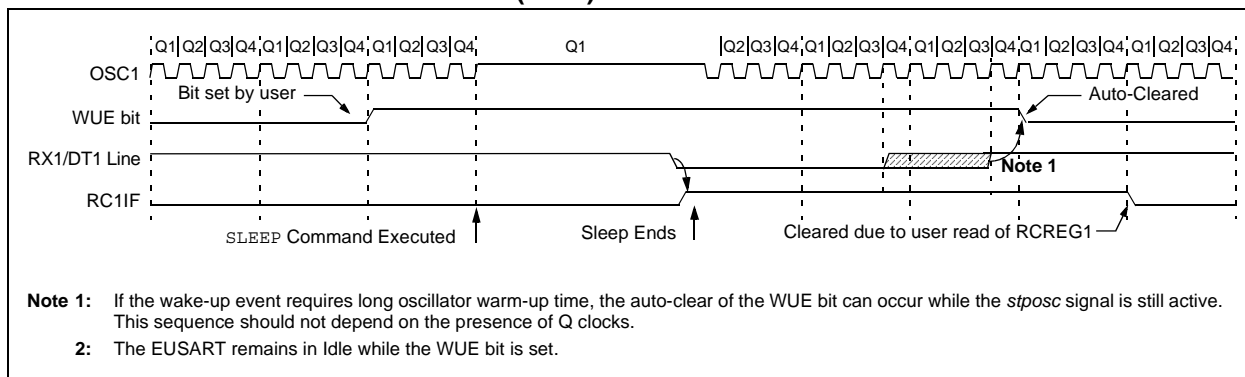 Q1 Q2 Q3 Q4 Q1 Q2 Q3 Q4 Q1 Q2 Q3 Q4 Q1 Q2 Q3 Q4 Q1 Q2 Q3 Q4 Q1 Q2 Q3 Q4 Q1 Q2 Q3 Q4
OSC1
Bit set by user
Auto-Cleared
WUE bit
RX1/DT1 Line
Note 1
RC1IF
SLEEP Command Executed
Sleep Ends
Cleared due to user read of RCREG1
Note 1: If the wake-up event requires long oscillator warm-up time, the auto-clear of the WUE bit can occur while the stposc signal is still active.
This sequence should not depend on the presence of Q clocks.
2: The EUSART remains in Idle while the WUE bit is set.